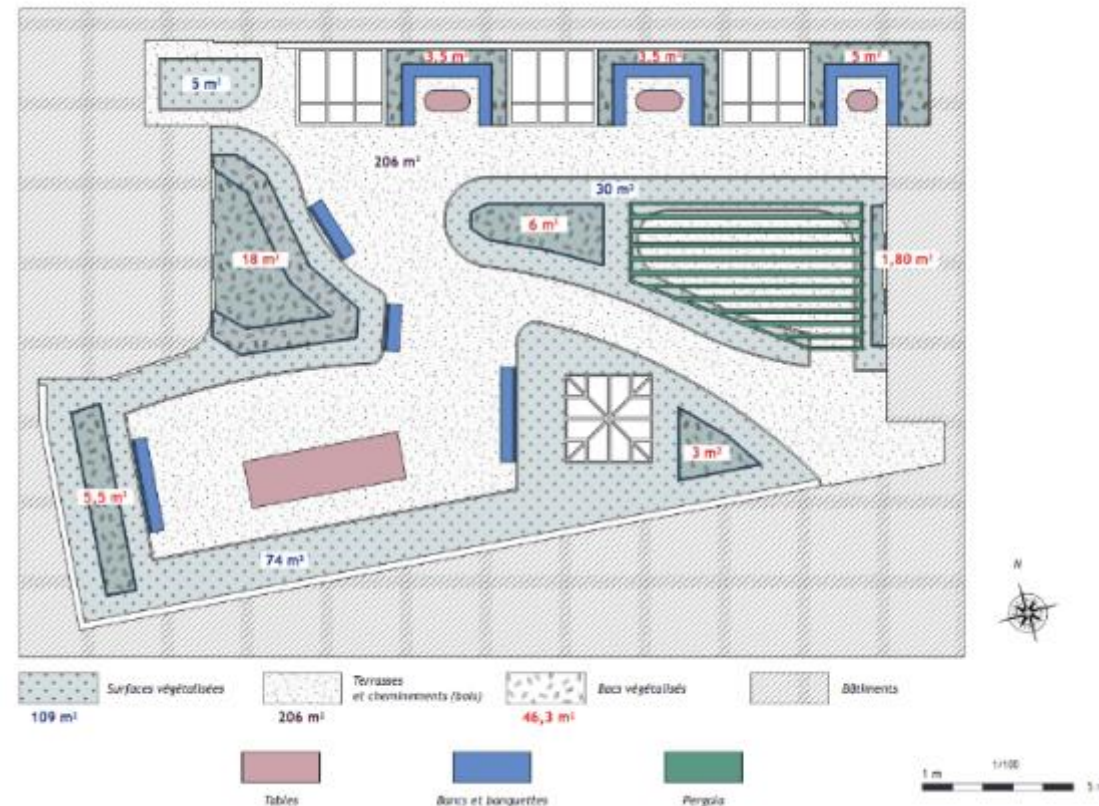 3,5 m²
3,5 m²
5 m²
5 m²
206 m²
30 m²
6 m²
18 m²
1,80 m²
3 m²
5,5 m²
74 m²
N
Surfaces végétalisées
109 m²
Terrasses
et cheminements (bois)
206 m²
Bacs végétalisés
46,3 m²
Bâtiments
Tables
Bancs et banquettes
Pergola
1/100
1 m
5 m